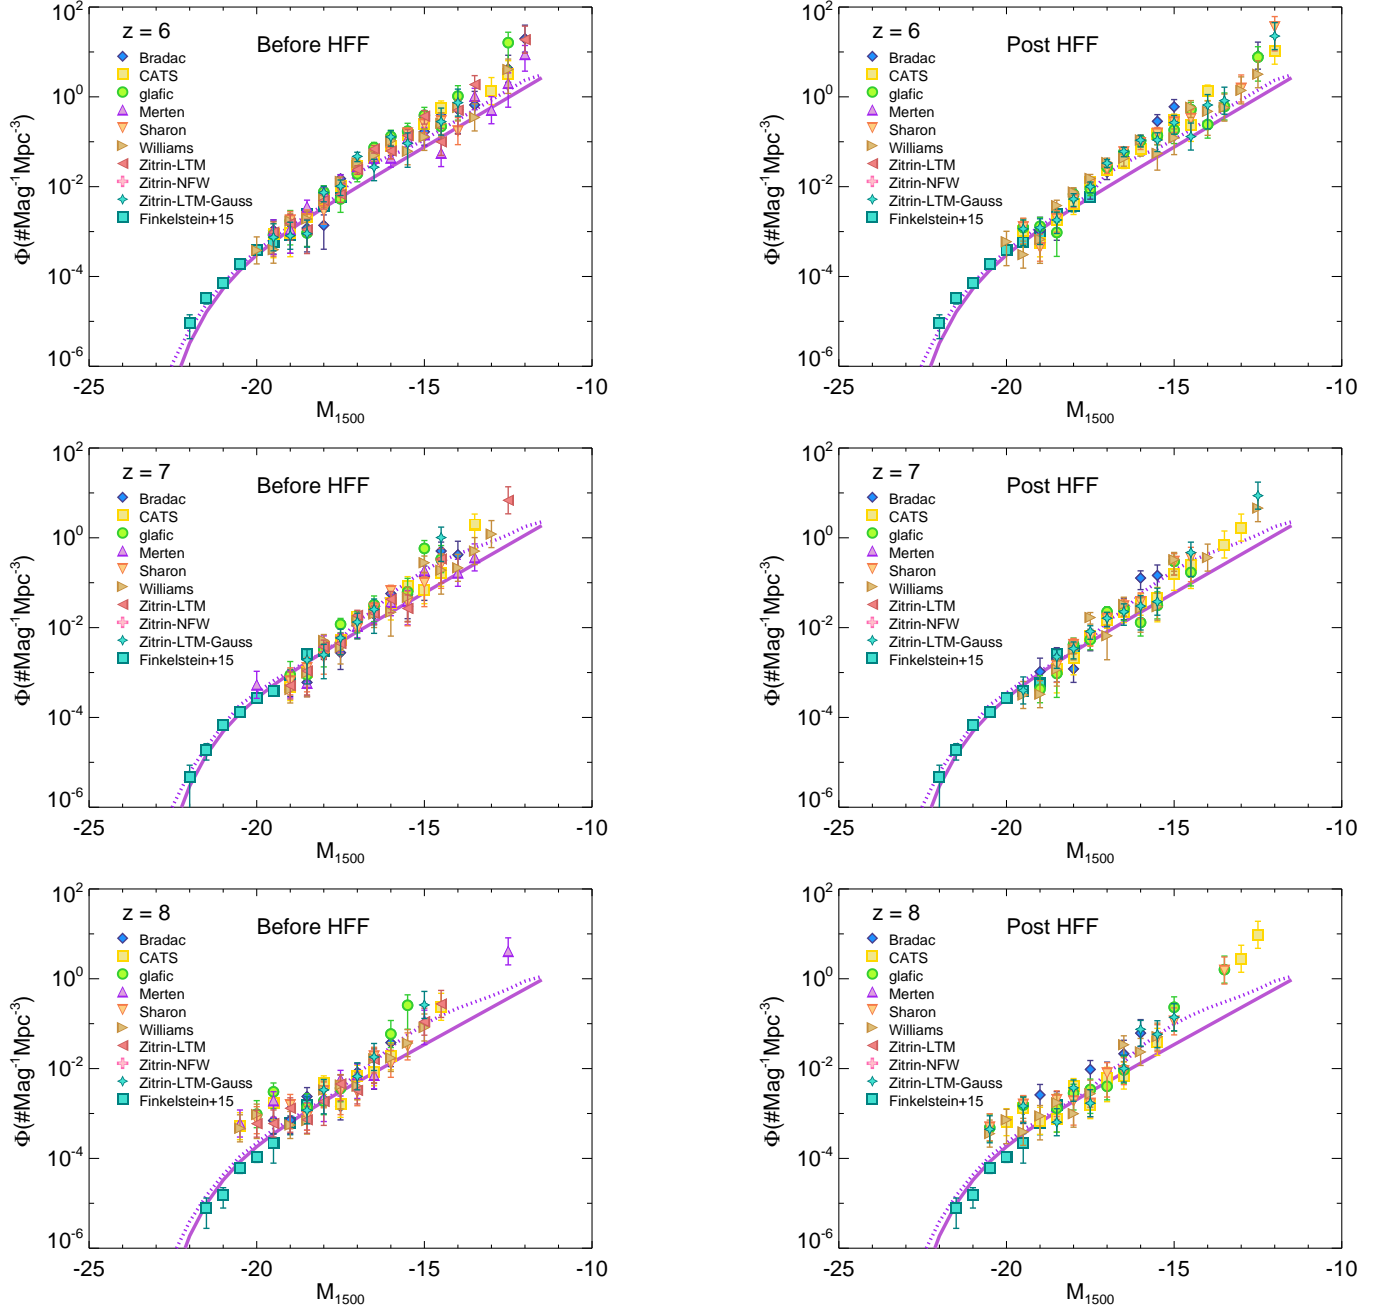 z = 6
Before HFF
Bradac
CATS
glafic
Merten
Sharon
Williams
Zitrin-LTM
Zitrin-NFW
Zitrin-LTM-Gauss
Finkelstein+15
Φ(#Mag⁻¹Mpc⁻³)
10²
10⁰
10⁻²
10⁻⁴
10⁻⁶
-25 -20 -15 -10
M₁₅₀₀
z = 6
Post HFF
Bradac
CATS
glafic
Merten
Sharon
Williams
Zitrin-LTM
Zitrin-NFW
Zitrin-LTM-Gauss
Finkelstein+15
Φ(#Mag⁻¹Mpc⁻³)
10²
10⁰
10⁻²
10⁻⁴
10⁻⁶
-25 -20 -15 -10
M₁₅₀₀
z = 7
Before HFF
Bradac
CATS
glafic
Merten
Sharon
Williams
Zitrin-LTM
Zitrin-NFW
Zitrin-LTM-Gauss
Finkelstein+15
Φ(#Mag⁻¹Mpc⁻³)
10²
10⁰
10⁻²
10⁻⁴
10⁻⁶
-25 -20 -15 -10
M₁₅₀₀
z = 7
Post HFF
Bradac
CATS
glafic
Merten
Sharon
Williams
Zitrin-LTM
Zitrin-NFW
Zitrin-LTM-Gauss
Finkelstein+15
Φ(#Mag⁻¹Mpc⁻³)
10²
10⁰
10⁻²
10⁻⁴
10⁻⁶
-25 -20 -15 -10
M₁₅₀₀
z = 8
Before HFF
Bradac
CATS
glafic
Merten
Sharon
Williams
Zitrin-LTM
Zitrin-NFW
Zitrin-LTM-Gauss
Finkelstein+15
Φ(#Mag⁻¹Mpc⁻³)
10²
10⁰
10⁻²
10⁻⁴
10⁻⁶
-25 -20 -15 -10
M₁₅₀₀
z = 8
Post HFF
Bradac
CATS
glafic
Merten
Sharon
Williams
Zitrin-LTM
Zitrin-NFW
Zitrin-LTM-Gauss
Finkelstein+15
Φ(#Mag⁻¹Mpc⁻³)
10²
10⁰
10⁻²
10⁻⁴
10⁻⁶
-25 -20 -15 -10
M₁₅₀₀